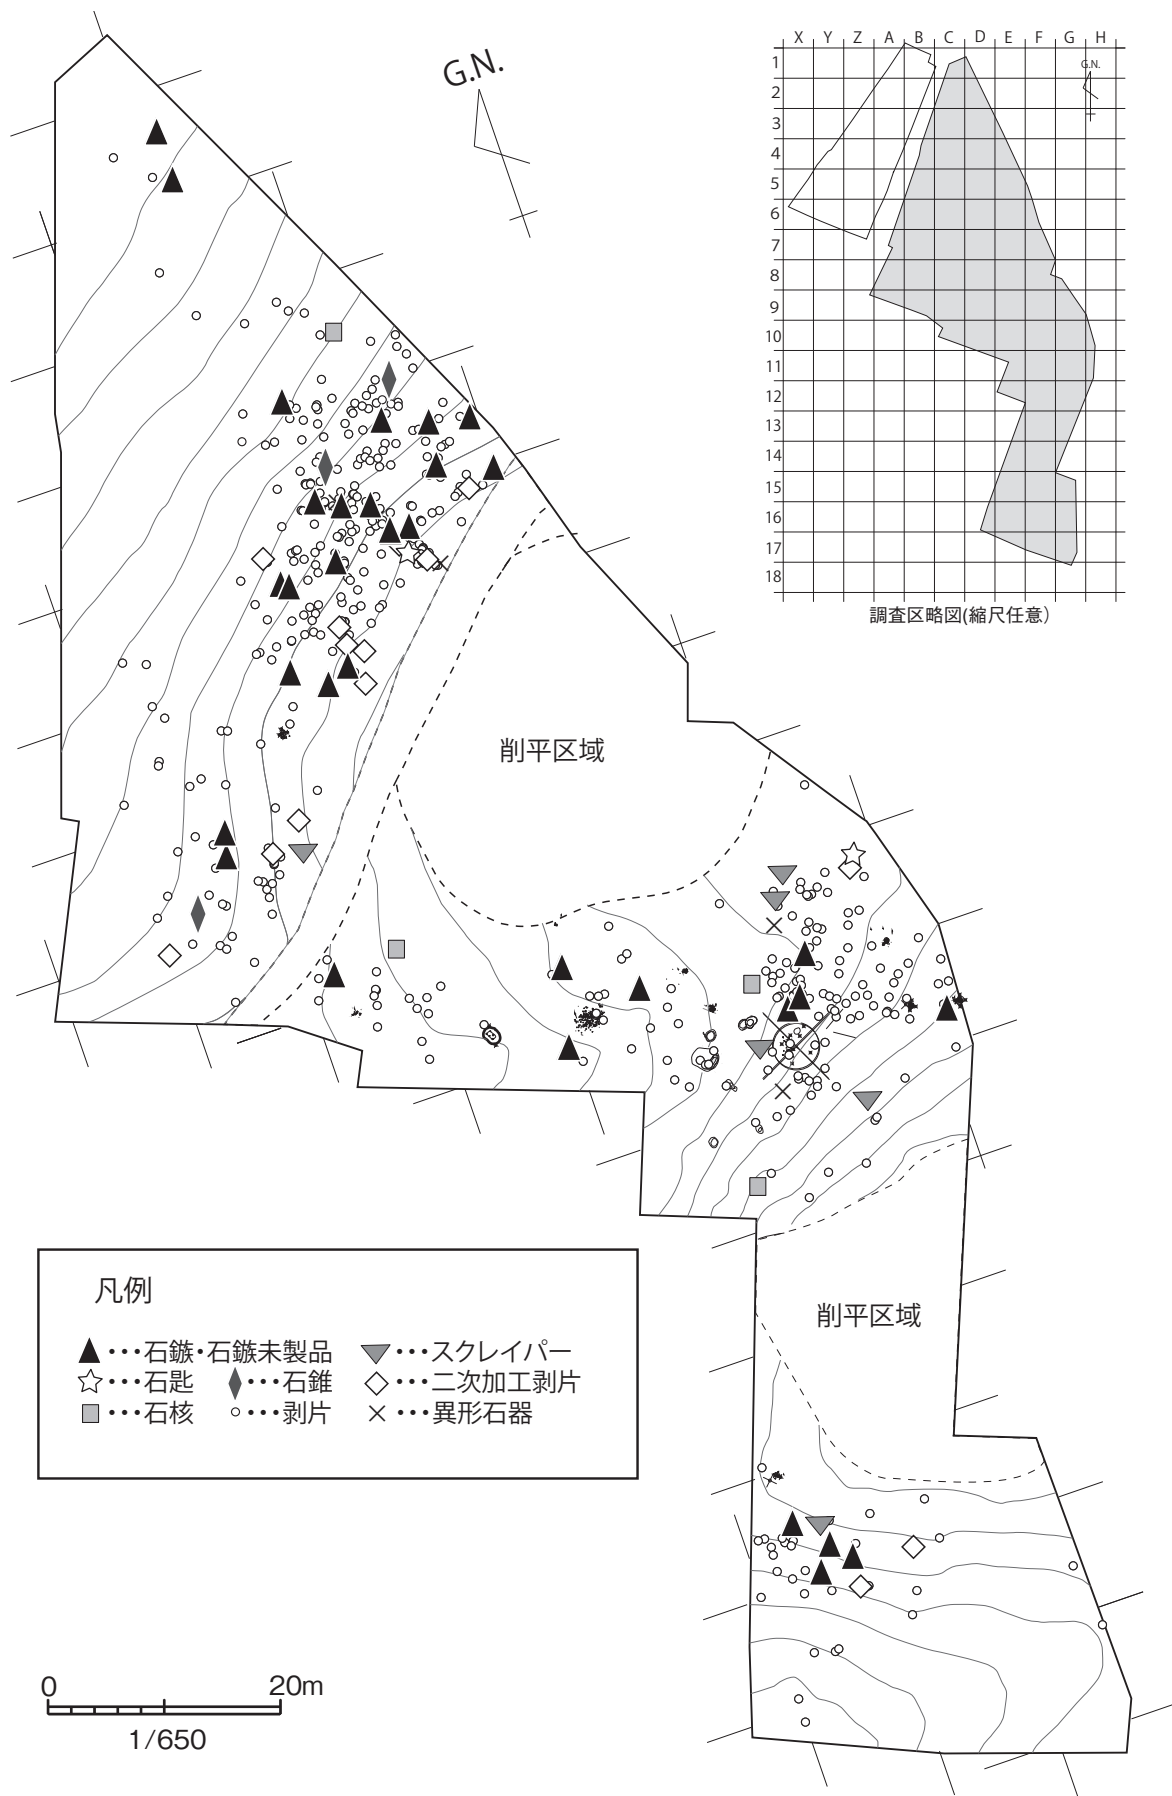 G.N.
X Y Z A B C D E F G H
G.N.
1
2
3
4
5
6
7
8
9
10
11
12
13
14
15
16
17
18
調査区略図(縮尺任意)
削平区域
削平区域
凡例
▲・・・石鏃・石鏃未製品 ▼・・・スクレイパー
☆・・・石匙 ♦・・・石錐 ◇・・・二次加工剥片
■・・・石核 ○・・・剥片 ×・・・異形石器
0 20m
1/650